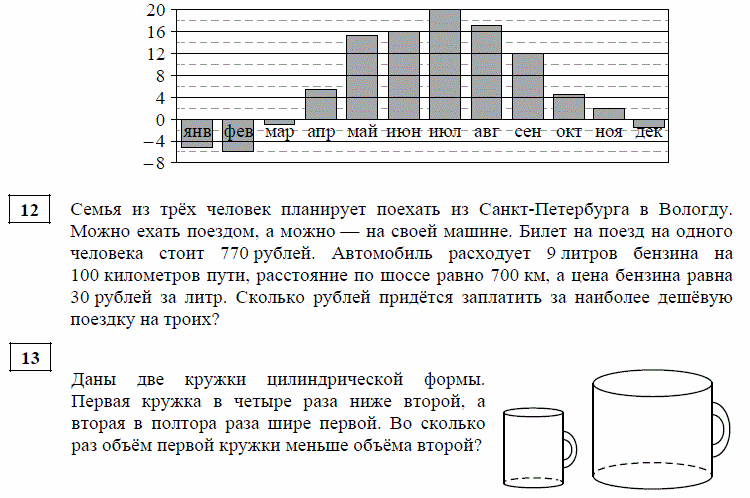 20
16
12
8
4
0
−4
−8
янв фев мар апр май июн июл авг сен окт ноя дек
12
Семья из трёх человек планирует поехать из Санкт-Петербурга в Вологду.
Можно ехать поездом, а можно — на своей машине. Билет на поезд на одного
человека стоит 770 рублей. Автомобиль расходует 9 литров бензина на
100 километров пути, расстояние по шоссе равно 700 км, а цена бензина равна
30 рублей за литр. Сколько рублей придётся заплатить за наиболее дешёвую
поездку на троих?
13
Даны две кружки цилиндрической формы.
Первая кружка в четыре раза ниже второй, а
вторая в полтора раза шире первой. Во сколько
раз объём первой кружки меньше объёма второй?